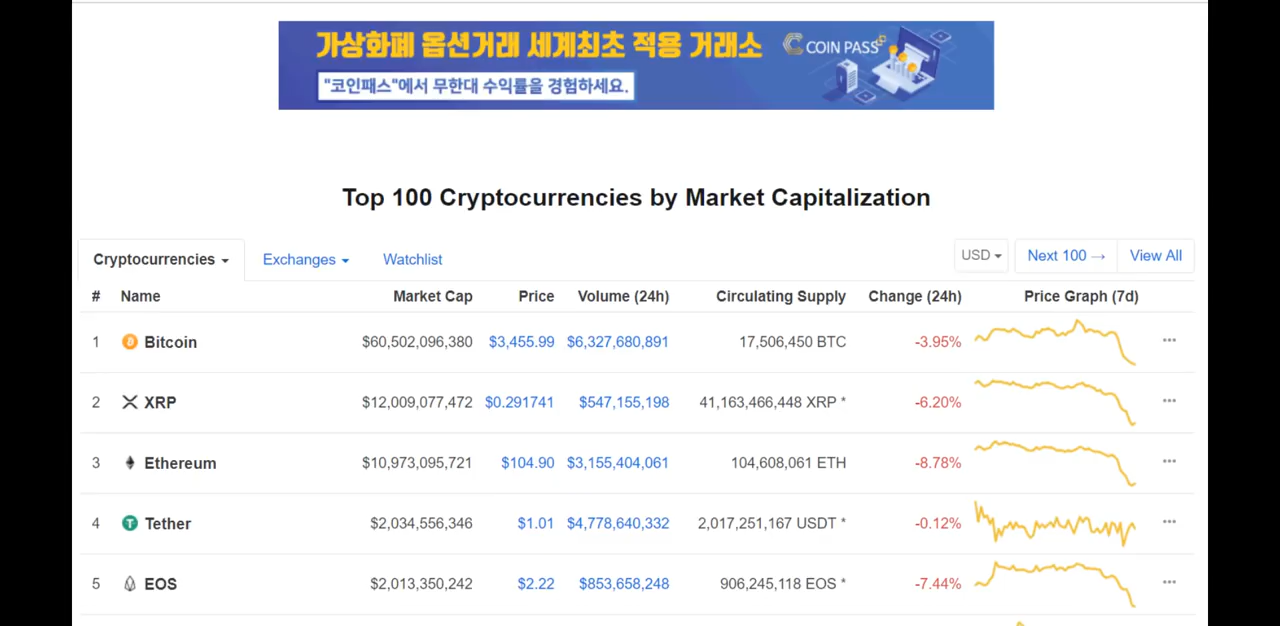 가상화폐 옵션거래 세계최초 적용 거래소
COIN PASS
"코인패스"에서 무한대 수익률을 경험하세요.
Top 100 Cryptocurrencies by Market Capitalization
Cryptocurrencies Exchanges Watchlist USD Next 100 → View All
# Name Market Cap Price Volume (24h) Circulating Supply Change (24h) Price Graph (7d)
1 Bitcoin $60,502,096,380 $3,455.99 $6,327,680,891 17,506,450 BTC -3.95%
2 XRP $12,009,077,472 $0.291741 $547,155,198 41,163,466,448 XRP * -6.20%
3 Ethereum $10,973,095,721 $104.90 $3,155,404,061 104,608,061 ETH -8.78%
4 Tether $2,034,556,346 $1.01 $4,778,640,332 2,017,251,167 USDT * -0.12%
5 EOS $2,013,350,242 $2.22 $853,658,248 906,245,118 EOS * -7.44%